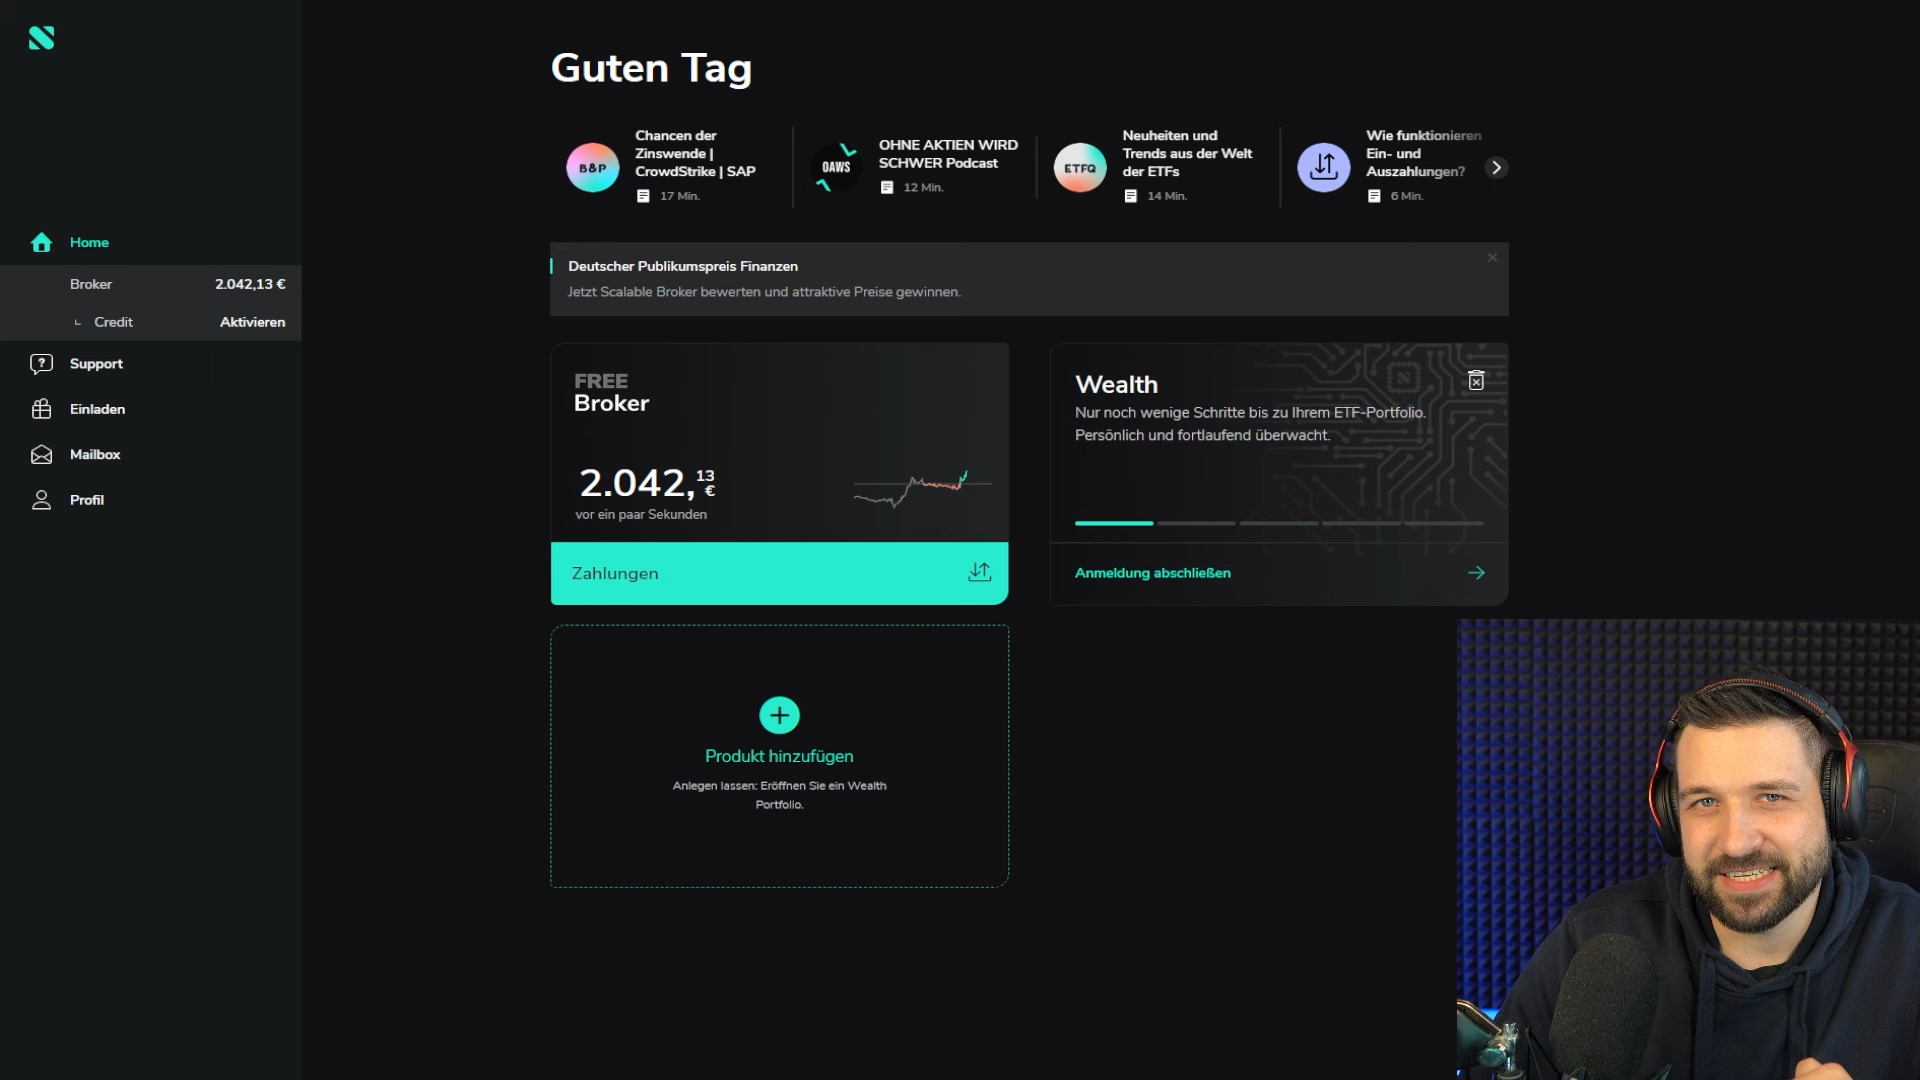 Guten Tag
B&P
Chancen der
Zinswende |
CrowdStrike | SAP
17 Min.
OAWS
OHNE AKTIEN WIRD
SCHWER Podcast
12 Min.
ETFQ
Neuheiten und
Trends aus der Welt
der ETFs
14 Min.
Wie funktionieren
Ein- und
Auszahlungen?
6 Min.
Home
Broker 2.042,13 €
Credit Aktivieren
Support
Einladen
Mailbox
Profil
Deutscher Publikumspreis Finanzen
Jetzt Scalable Broker bewerten und attraktive Preise gewinnen.
FREE
Broker
2.042,13 €
vor ein paar Sekunden
Zahlungen
Wealth
Nur noch wenige Schritte bis zu Ihrem ETF-Portfolio.
Persönlich und fortlaufend überwacht.
Anmeldung abschließen
Produkt hinzufügen
Anlegen lassen: Eröffnen Sie ein Wealth
Portfolio.